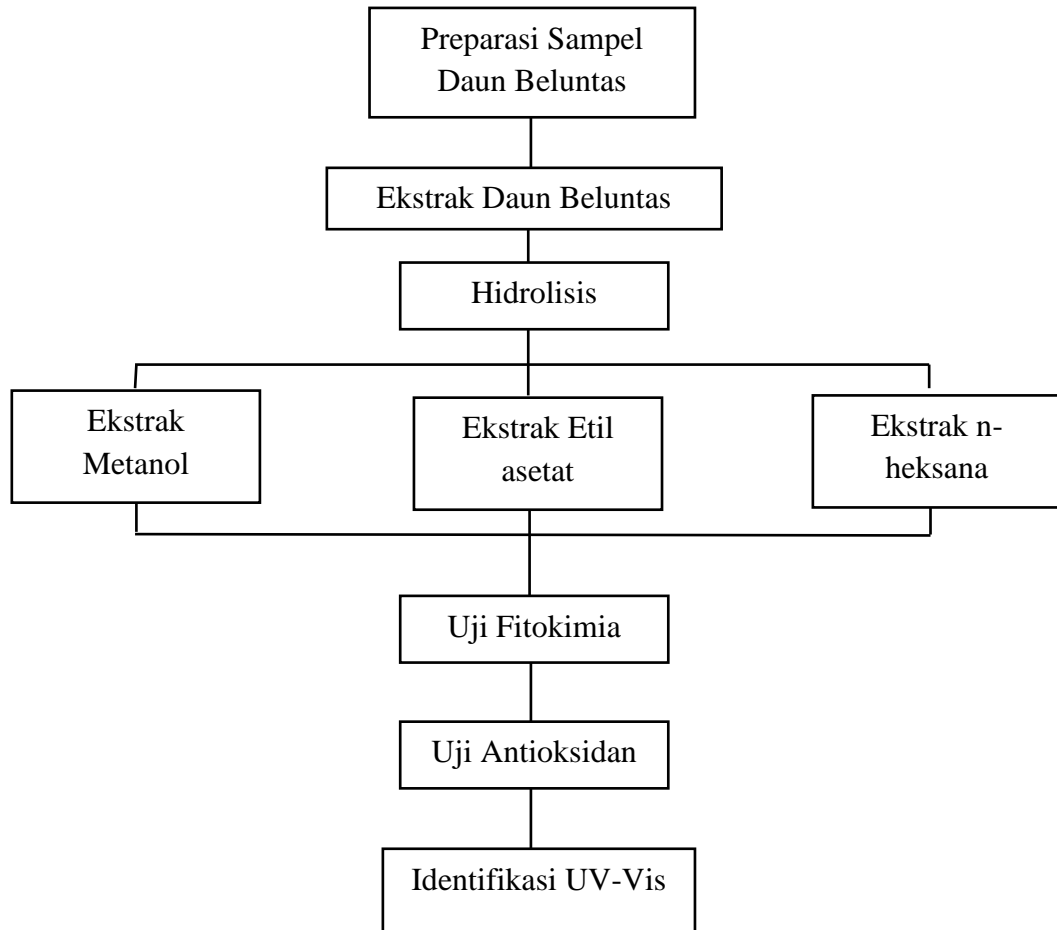 Preparasi Sampel
Daun Beluntas
Ekstrak Daun Beluntas
Hidrolisis
Ekstrak
Metanol
Ekstrak Etil
asetat
Ekstrak n-
heksana
Uji Fitokimia
Uji Antioksidan
Identifikasi UV-Vis